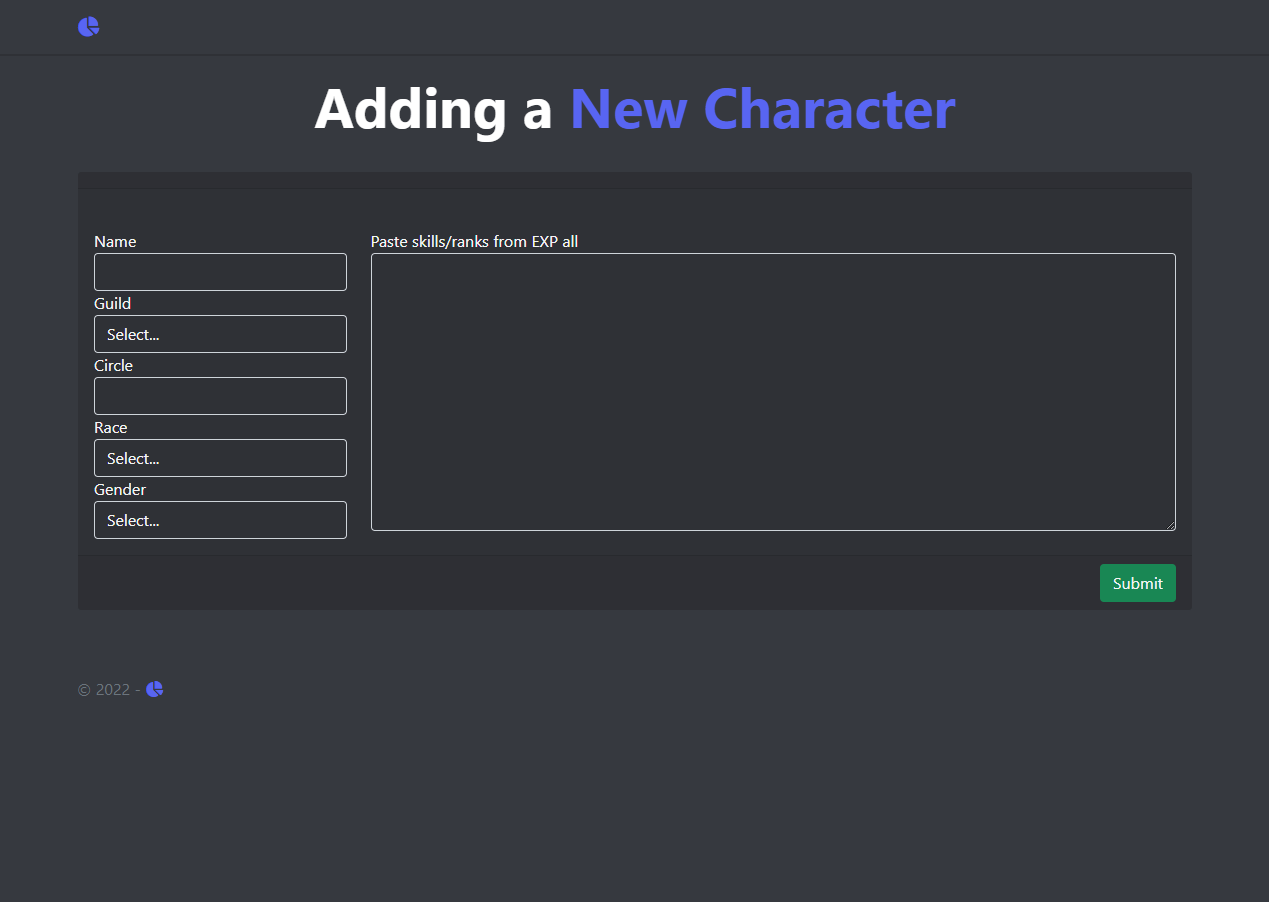 Adding a New Character
Name
Guild
Select...
Circle
Race
Select...
Gender
Select...
Paste skills/ranks from EXP all
Submit
© 2022 -